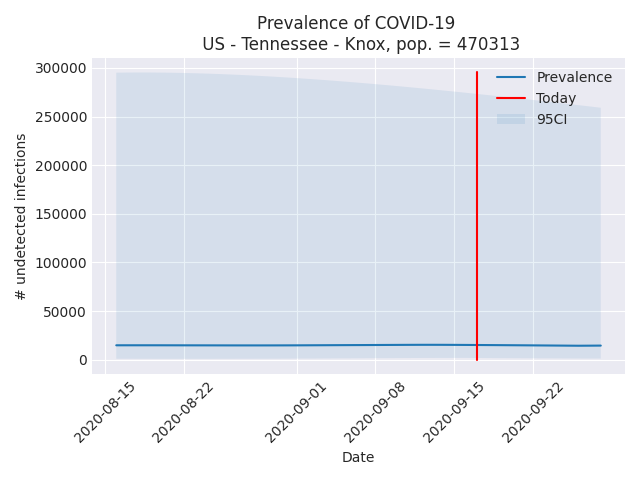 Prevalence of COVID-19
US - Tennessee - Knox, pop. = 470313
300000
250000
200000
150000
100000
50000
0
# undetected infections
Prevalence
Today
95CI
2020-08-15
2020-08-22
2020-09-01
2020-09-08
2020-09-15
2020-09-22
Date